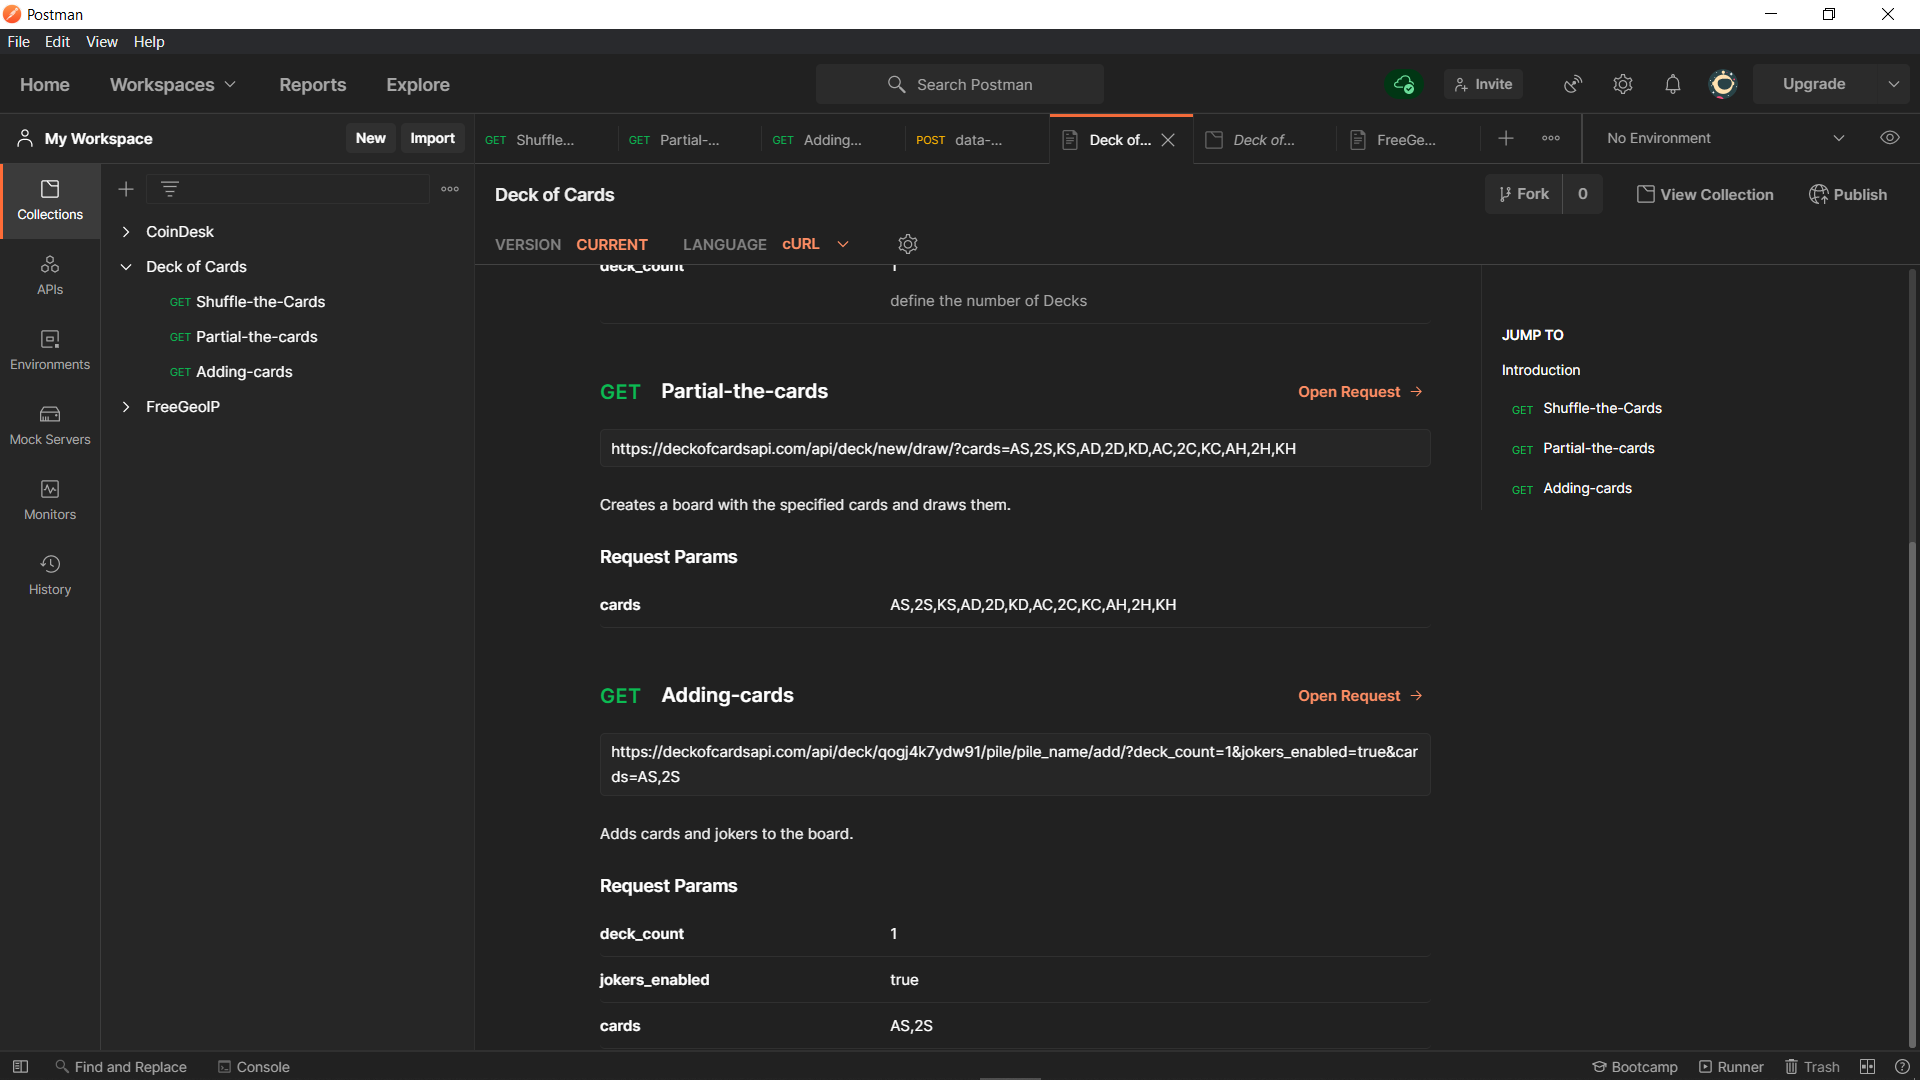 Postman
File Edit View Help
Home Workspaces Reports Explore Search Postman Invite Upgrade
My Workspace New Import GET Shuffle... GET Partial-... GET Adding... POST data-... Deck of... Deck of... FreeGe... No Environment
Collections
APIs
Environments
Mock Servers
Monitors
History
CoinDesk
Deck of Cards
GET Shuffle-the-Cards
GET Partial-the-cards
GET Adding-cards
FreeGeoIP
Deck of Cards Fork 0 View Collection Publish
VERSION CURRENT LANGUAGE cURL
deck_count 1
define the number of Decks
GET Partial-the-cards Open Request →
https://deckofcardsapi.com/api/deck/new/draw/?cards=AS,2S,KS,AD,2D,KD,AC,2C,KC,AH,2H,KH
Creates a board with the specified cards and draws them.
Request Params
cards AS,2S,KS,AD,2D,KD,AC,2C,KC,AH,2H,KH
GET Adding-cards Open Request →
https://deckofcardsapi.com/api/deck/qogj4k7ydw91/pile/pile_name/add/?deck_count=1&jokers_enabled=true&car
ds=AS,2S
Adds cards and jokers to the board.
Request Params
deck_count 1
jokers_enabled true
cards AS,2S
JUMP TO
Introduction
GET Shuffle-the-Cards
GET Partial-the-cards
GET Adding-cards
Find and Replace Console Bootcamp Runner Trash